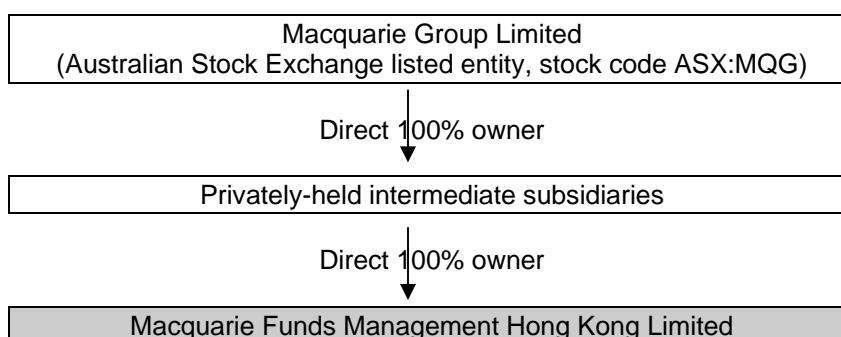 Macquarie Group Limited
(Australian Stock Exchange listed entity, stock code ASX:MQG)
Direct 100% owner
Privately-held intermediate subsidiaries
Direct 100% owner
Macquarie Funds Management Hong Kong Limited